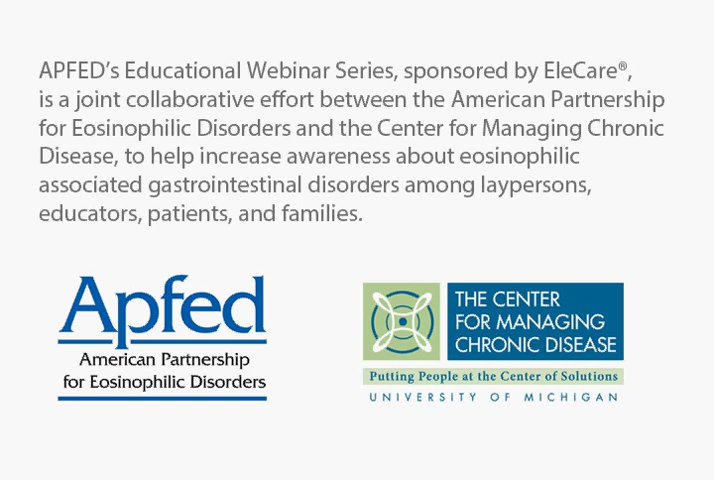 APFED’s Educational Webinar Series, sponsored by EleCare®,
is a joint collaborative effort between the American Partnership
for Eosinophilic Disorders and the Center for Managing Chronic
Disease, to help increase awareness about eosinophilic
associated gastrointestinal disorders among laypersons,
educators, patients, and families.
Apfed
American Partnership
for Eosinophilic Disorders
THE CENTER
FOR MANAGING
CHRONIC DISEASE
Putting People at the Center of Solutions
UNIVERSITY OF MICHIGAN